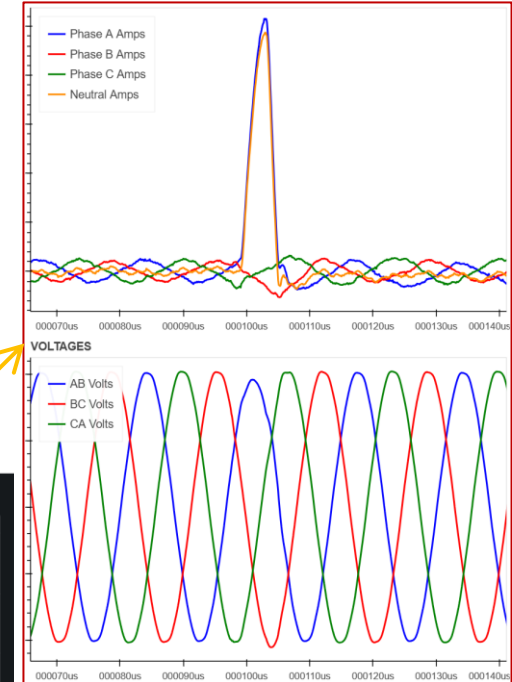 Phase A Amps
Phase B Amps
Phase C Amps
Neutral Amps
000070us 000080us 000090us 000100us 000110us 000120us 000130us 000140us
VOLTAGES
AB Volts
BC Volts
CA Volts
000070us 000080us 000090us 000100us 000110us 000120us 000130us 000140us